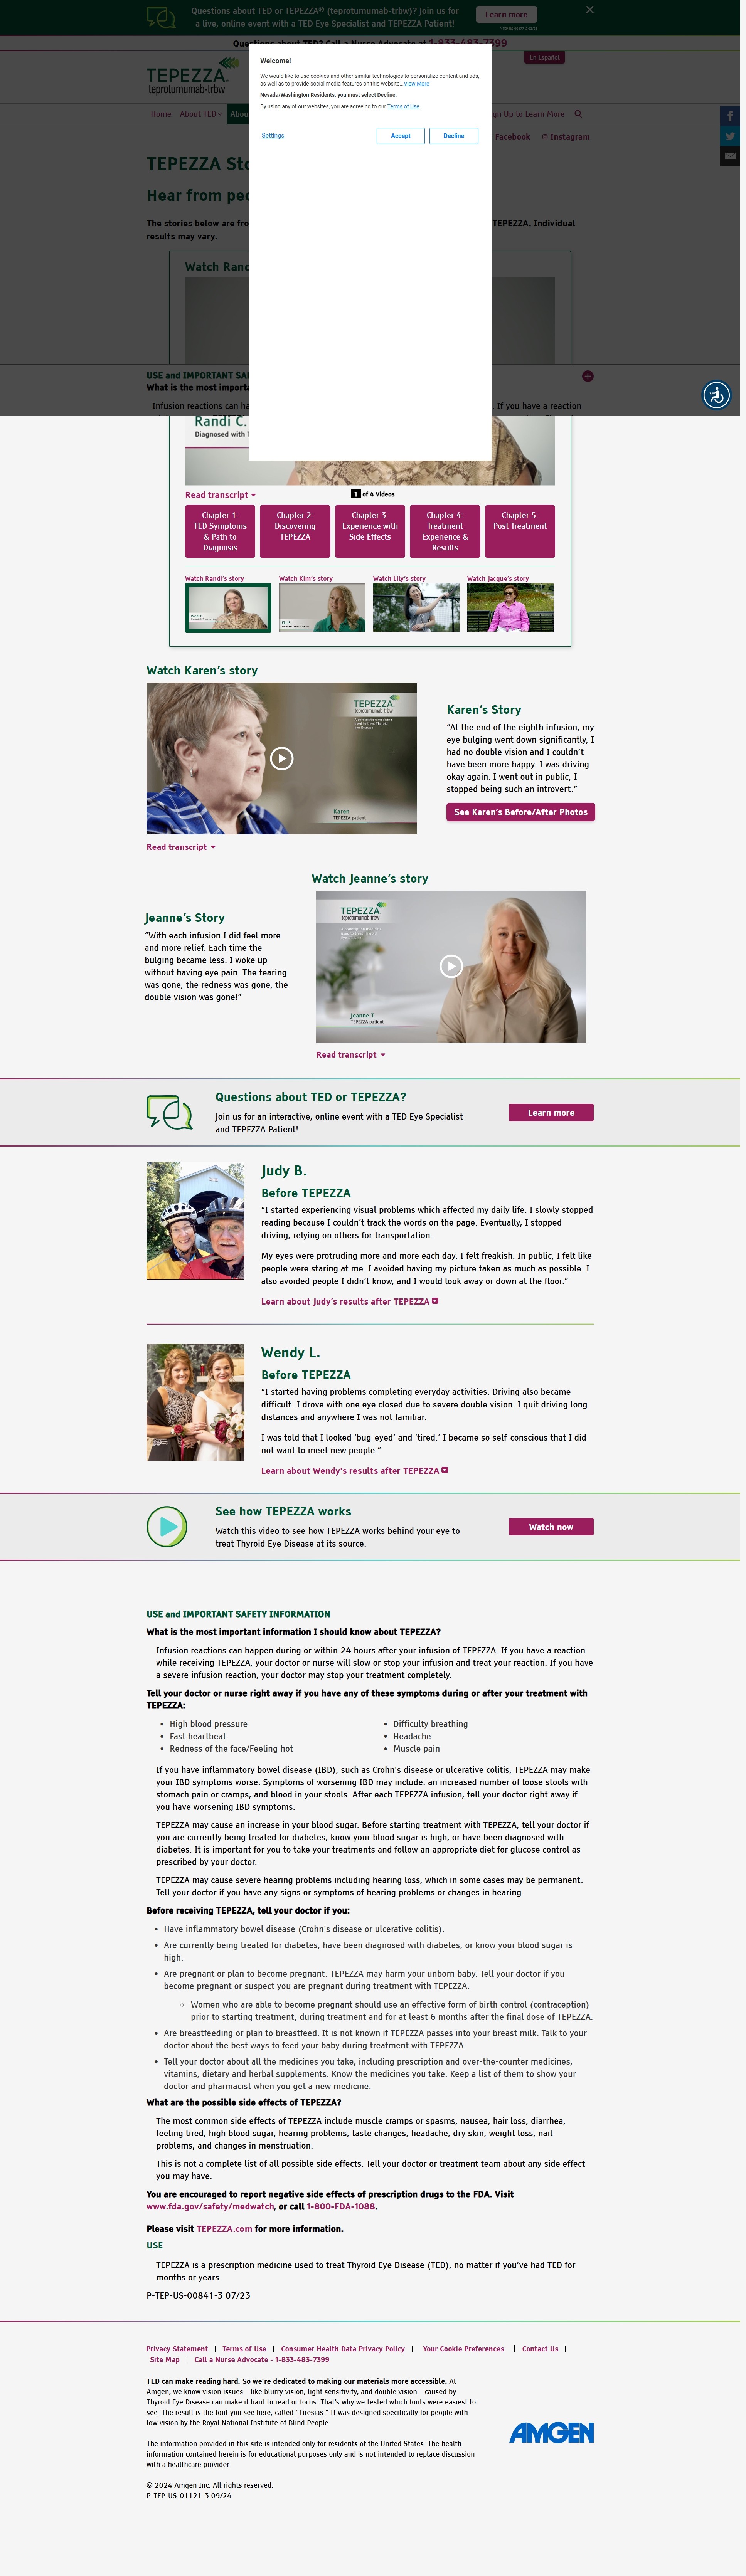 Questions about TED or TEPEZZA® (teprotumumab-trbw)? Join us for
a live, online event with a TED Eye Specialist and TEPEZZA Patient!
Learn more
Questions about TED? Call a Nurse Advocate at 1-833-483-7399
En Español
TEPEZZA
teprotumumab-trbw
Home
About TED
Sign Up to Learn More
Facebook
Instagram
Welcome!
We would like to use cookies and other similar technologies to personalize content and ads,
as well as to provide social media features on this website...View More
Nevada/Washington Residents: you must select Decline.
By using any of our websites, you are agreeing to our Terms of Use.
Settings
Accept
Decline
TEPEZZA
Hear from
The stories below are
TEPEZZA. Individual
results may vary.
Watch
USE and IMPORTANT
What is the most
Infusion reactions can
. If you have a reaction
Randi C.
Diagnosed with
Read transcript
1 of 4 Videos
Chapter 1:
TED Symptoms
& Path to
Diagnosis
Chapter 2:
Discovering
TEPEZZA
Chapter 3:
Experience with
Side Effects
Chapter 4:
Treatment
Experience &
Results
Chapter 5:
Post Treatment
Watch Randi's story
Watch Kim's story
Watch Lily's story
Watch Jacque's story
Watch Karen's story
TEPEZZA
teprotumumab-trbw
A prescription medicine
used to treat Thyroid
Eye Disease
Karen
TEPEZZA patient
Karen's Story
“At the end of the eighth infusion, my
eye bulging went down significantly, I
had no double vision and I couldn't
have been more happy. I was driving
okay again. I went out in public, I
stopped being such an introvert.”
See Karen's Before/After Photos
Read transcript
Watch Jeanne's story
Jeanne's Story
“With each infusion I did feel more
and more relief. Each time the
bulging became less. I woke up
without having eye pain. The tearing
was gone, the redness was gone, the
double vision was gone!”
TEPEZZA
teprotumumab-trbw
Jeanne T.
TEPEZZA patient
Read transcript
Questions about TED or TEPEZZA?
Join us for an interactive, online event with a TED Eye Specialist
and TEPEZZA Patient!
Learn more
Judy B.
Before TEPEZZA
“I started experiencing visual problems which affected my daily life. I slowly stopped
reading because I couldn't track the words on the page. Eventually, I stopped
driving, relying on others for transportation.
My eyes were protruding more and more each day. I felt freakish. In public, I felt like
people were staring at me. I avoided having my picture taken as much as possible. I
also avoided people I didn't know, and I would look away or down at the floor.”
Learn about Judy's results after TEPEZZA
Wendy L.
Before TEPEZZA
“I started having problems completing everyday activities. Driving also became
difficult. I drove with one eye closed due to severe double vision. I quit driving long
distances and anywhere I was not familiar.
I was told that I looked ‘bug-eyed’ and ‘tired.’ I became so self-conscious that I did
not want to meet new people.”
Learn about Wendy's results after TEPEZZA
See how TEPEZZA works
Watch this video to see how TEPEZZA works behind your eye to
treat Thyroid Eye Disease at its source.
Watch now
USE and IMPORTANT SAFETY INFORMATION
What is the most important information I should know about TEPEZZA?
Infusion reactions can happen during or within 24 hours after your infusion of TEPEZZA. If you have a reaction
while receiving TEPEZZA, your doctor or nurse will slow or stop your infusion and treat your reaction. If you have
a severe infusion reaction, your doctor may stop your treatment completely.
Tell your doctor or nurse right away if you have any of these symptoms during or after your treatment with
TEPEZZA:
• High blood pressure
• Fast heartbeat
• Redness of the face/Feeling hot
• Difficulty breathing
• Headache
• Muscle pain
If you have inflammatory bowel disease (IBD), such as Crohn's disease or ulcerative colitis, TEPEZZA may make
your IBD symptoms worse. Symptoms of worsening IBD may include: an increased number of loose stools with
stomach pain or cramps, and blood in your stools. After each TEPEZZA infusion, tell your doctor right away if
you have worsening IBD symptoms.
TEPEZZA may cause an increase in your blood sugar. Before starting treatment with TEPEZZA, tell your doctor if
you are currently being treated for diabetes, know your blood sugar is high, or have been diagnosed with
diabetes. It is important for you to take your treatments and follow an appropriate diet for glucose control as
prescribed by your doctor.
TEPEZZA may cause severe hearing problems including hearing loss, which in some cases may be permanent.
Tell your doctor if you have any signs or symptoms of hearing problems or changes in hearing.
Before receiving TEPEZZA, tell your doctor if you:
• Have inflammatory bowel disease (Crohn's disease or ulcerative colitis).
• Are currently being treated for diabetes, have been diagnosed with diabetes, or know your blood sugar is
high.
• Are pregnant or plan to become pregnant. TEPEZZA may harm your unborn baby. Tell your doctor if you
become pregnant or suspect you are pregnant during treatment with TEPEZZA.
○ Women who are able to become pregnant should use an effective form of birth control (contraception)
prior to starting treatment, during treatment and for at least 6 months after the final dose of TEPEZZA.
• Are breastfeeding or plan to breastfeed. It is not known if TEPEZZA passes into your breast milk. Talk to your
doctor about the best ways to feed your baby during treatment with TEPEZZA.
• Tell your doctor about all the medicines you take, including prescription and over-the-counter medicines,
vitamins, dietary and herbal supplements. Know the medicines you take. Keep a list of them to show your
doctor and pharmacist when you get a new medicine.
What are the possible side effects of TEPEZZA?
The most common side effects of TEPEZZA include muscle cramps or spasms, nausea, hair loss, diarrhea,
feeling tired, high blood sugar, hearing problems, taste changes, headache, dry skin, weight loss, nail
problems, and changes in menstruation.
This is not a complete list of all possible side effects. Tell your doctor or treatment team about any side effect
you may have.
You are encouraged to report negative side effects of prescription drugs to the FDA. Visit
www.fda.gov/safety/medwatch, or call 1-800-FDA-1088.
Please visit TEPEZZA.com for more information.
USE
TEPEZZA is a prescription medicine used to treat Thyroid Eye Disease (TED), no matter if you've had TED for
months or years.
P-TEP-US-00841-3 07/23
Privacy Statement | Terms of Use | Consumer Health Data Privacy Policy | Your Cookie Preferences | Contact Us |
Site Map | Call a Nurse Advocate - 1-833-483-7399
TED can make reading hard. So we're dedicated to making our materials more accessible. At
Amgen, we know vision issues—like blurry vision, light sensitivity, and double vision—caused by
Thyroid Eye Disease can make it hard to read or focus. That's why we tested which fonts were easiest to
see. The result is the font you see here, called “Tiresias.” It was designed specifically for people with
low vision by the Royal National Institute of Blind People.
AMGEN
The information provided in this site is intended only for residents of the United States. The health
information contained herein is for educational purposes only and is not intended to replace discussion
with a healthcare provider.
© 2024 Amgen Inc. All rights reserved.
P-TEP-US-01121-3 09/24